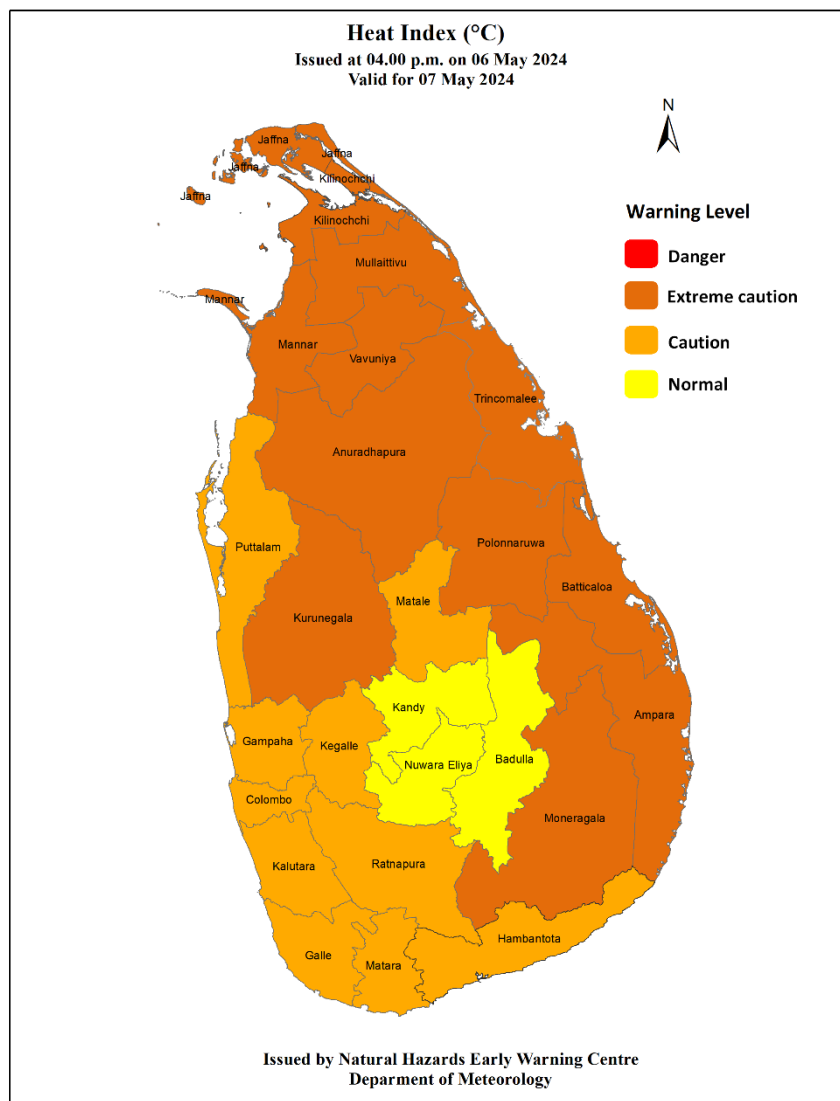 Heat Index (°C)
Issued at 04.00 p.m. on 06 May 2024
Valid for 07 May 2024
N
Warning Level
Danger
Extreme caution
Caution
Normal
Jaffna
Jaffna
Jaffna
Kilinochchi
Jaffna
Kilinochchi
Mullaittivu
Mannar
Mannar
Vavuniya
Trincomalee
Anuradhapura
Puttalam
Polonnaruwa
Batticaloa
Matale
Kurunegala
Kandy
Ampara
Gampaha
Kegalle
Nuwara Eliya
Badulla
Colombo
Moneragala
Kalutara
Ratnapura
Hambantota
Galle
Matara
Issued by Natural Hazards Early Warning Centre
Deparment of Meteorology